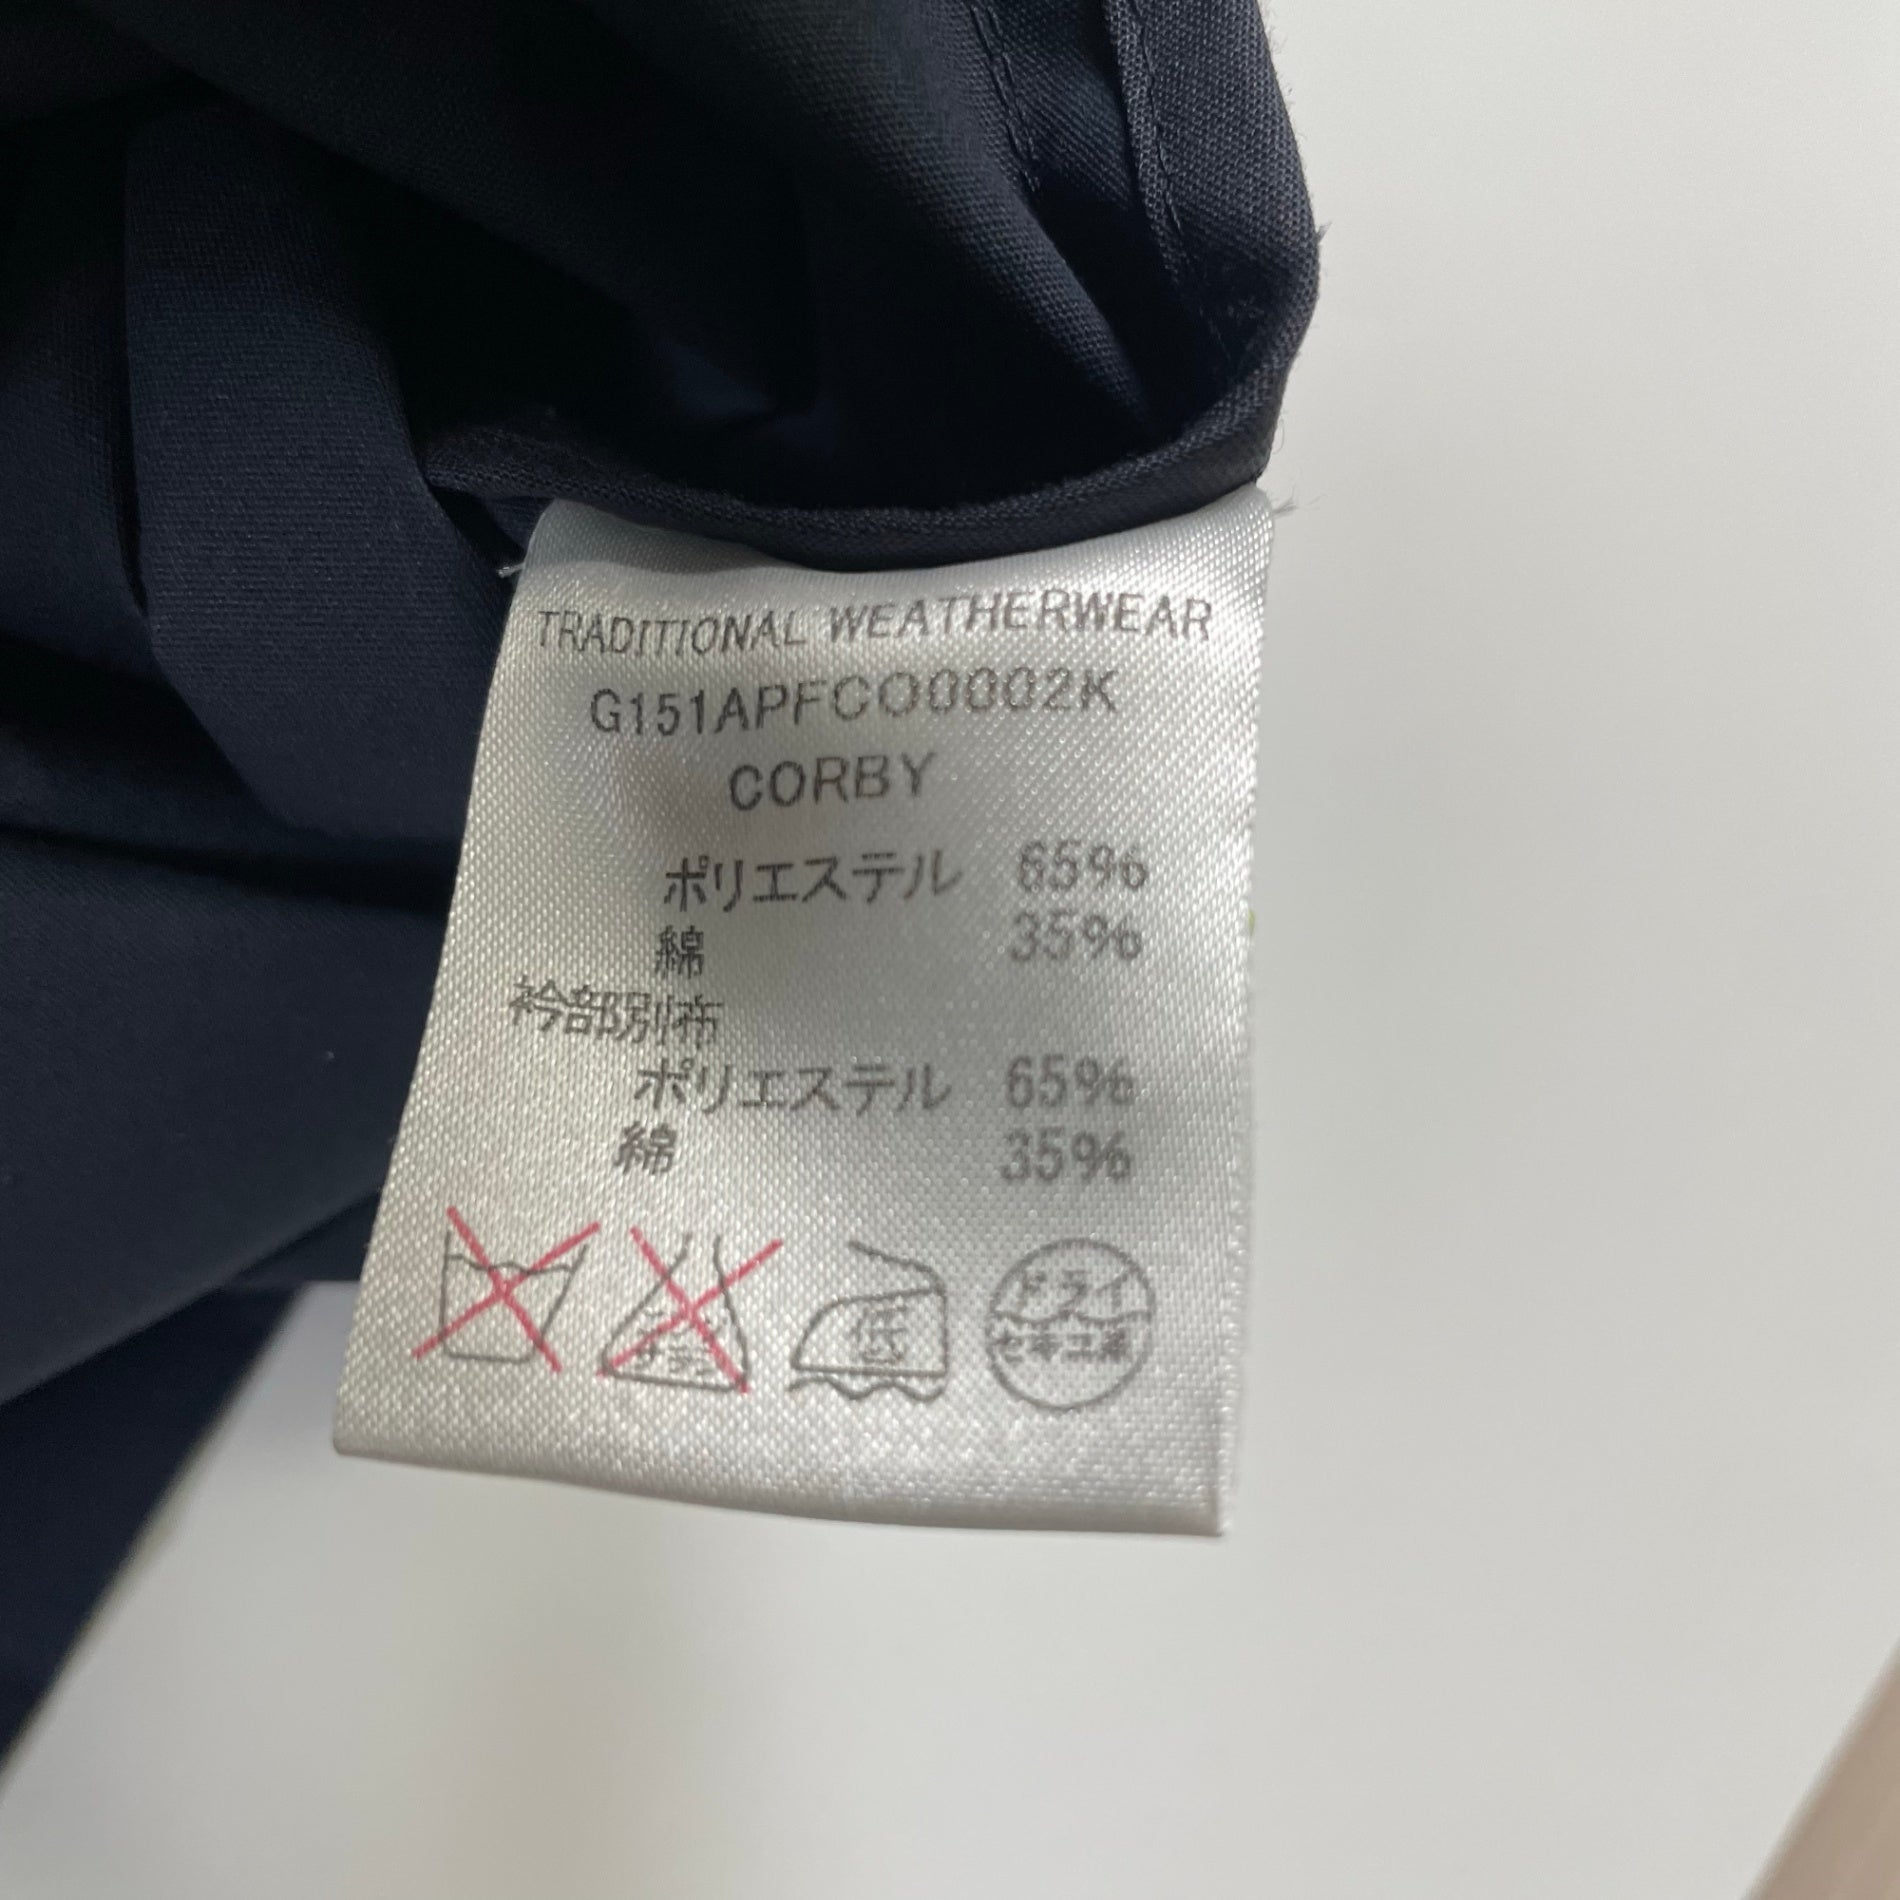 TRADITIONAL WEATHERWEAR
G151APFCO0002K
CORBY
ポリエステル 65%
綿 35%
衿部別布
ポリエステル 65%
綿 35%
低
ドライ
セキユ系